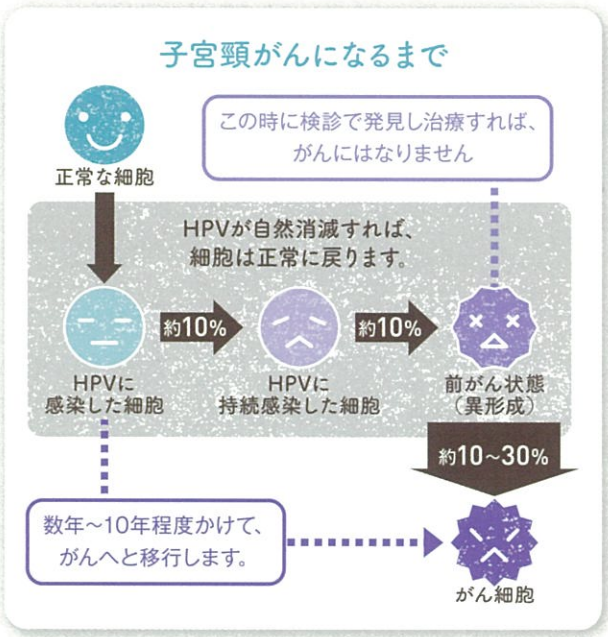 子宮頸がんになるまで
この時に検診で発見し治療すれば、
がんにはなりません
正常な細胞
HPVが自然消滅すれば、
細胞は正常に戻ります。
約10%
約10%
HPVに
感染した細胞
HPVに
持続感染した細胞
前がん状態
（異形成）
約10～30%
数年～10年程度かけて、
がんへと移行します。
がん細胞